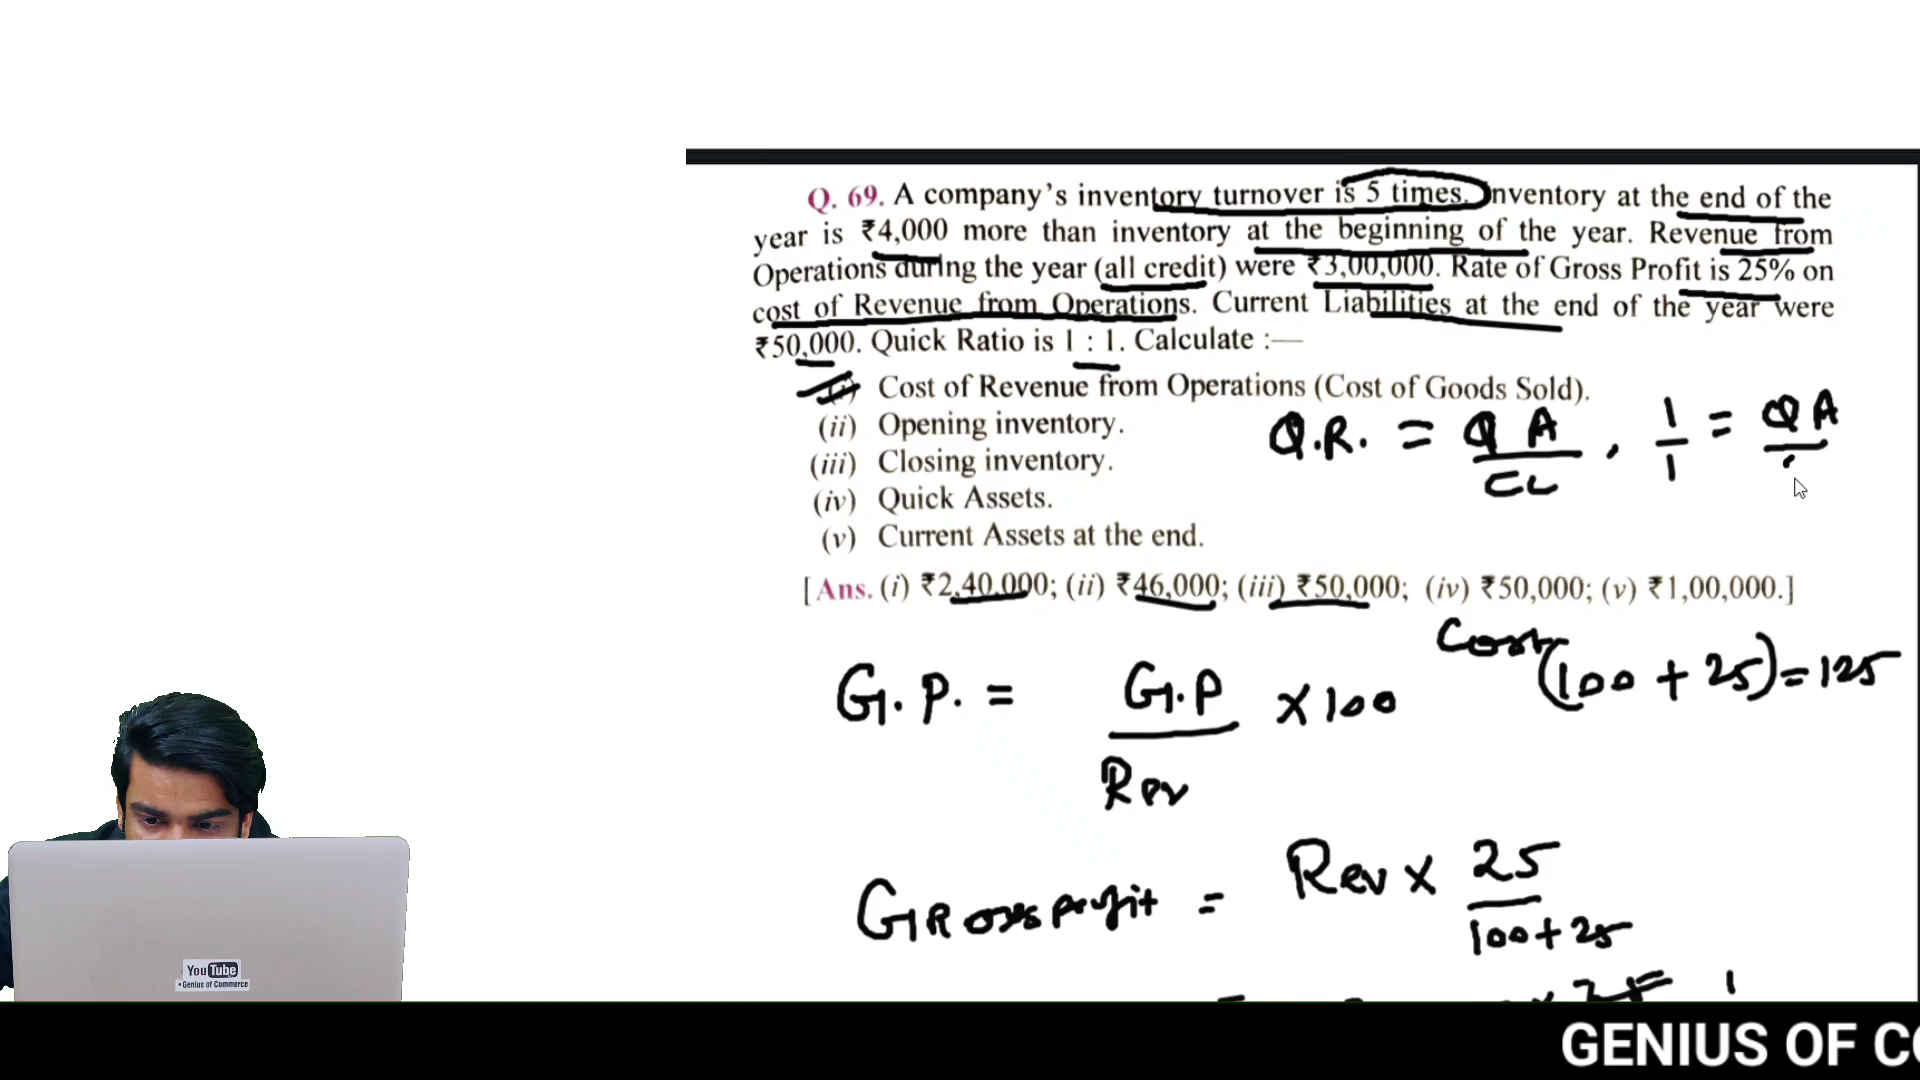 Q. 69. A company's inventory turnover is 5 times. Inventory at the end of the
year is ₹4,000 more than inventory at the beginning of the year. Revenue from
Operations during the year (all credit) were ₹3,00,000. Rate of Gross Profit is 25% on
cost of Revenue from Operations. Current Liabilities at the end of the year were
₹50,000. Quick Ratio is 1 : 1. Calculate :—
(i) Cost of Revenue from Operations (Cost of Goods Sold).
(ii) Opening inventory.
(iii) Closing inventory.
(iv) Quick Assets.
(v) Current Assets at the end.
Q.R. = QA/CL , 1/1 = QA/
[Ans. (i) ₹2,40,000; (ii) ₹46,000; (iii) ₹50,000; (iv) ₹50,000; (v) ₹1,00,000.]
Cost (100 + 25) = 125
G.P. = G.P/Rev × 100
Gross profit = Rev × 25/100+25
YouTube
• Genius of Commerce
GENIUS OF